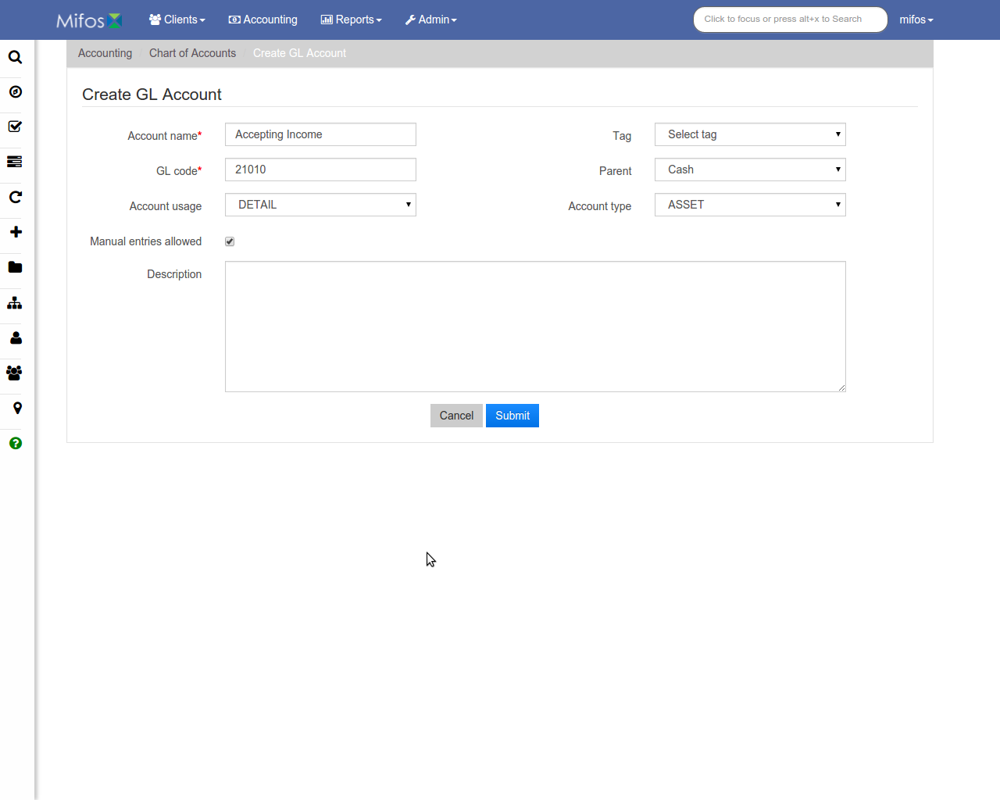 Mifos Clients Accounting Reports Admin Click to focus or press alt+x to Search mifos
Accounting Chart of Accounts Create GL Account
Create GL Account
Account name* Accepting Income Tag Select tag
GL code* 21010 Parent Cash
Account usage DETAIL Account type ASSET
Manual entries allowed
Description
Cancel Submit